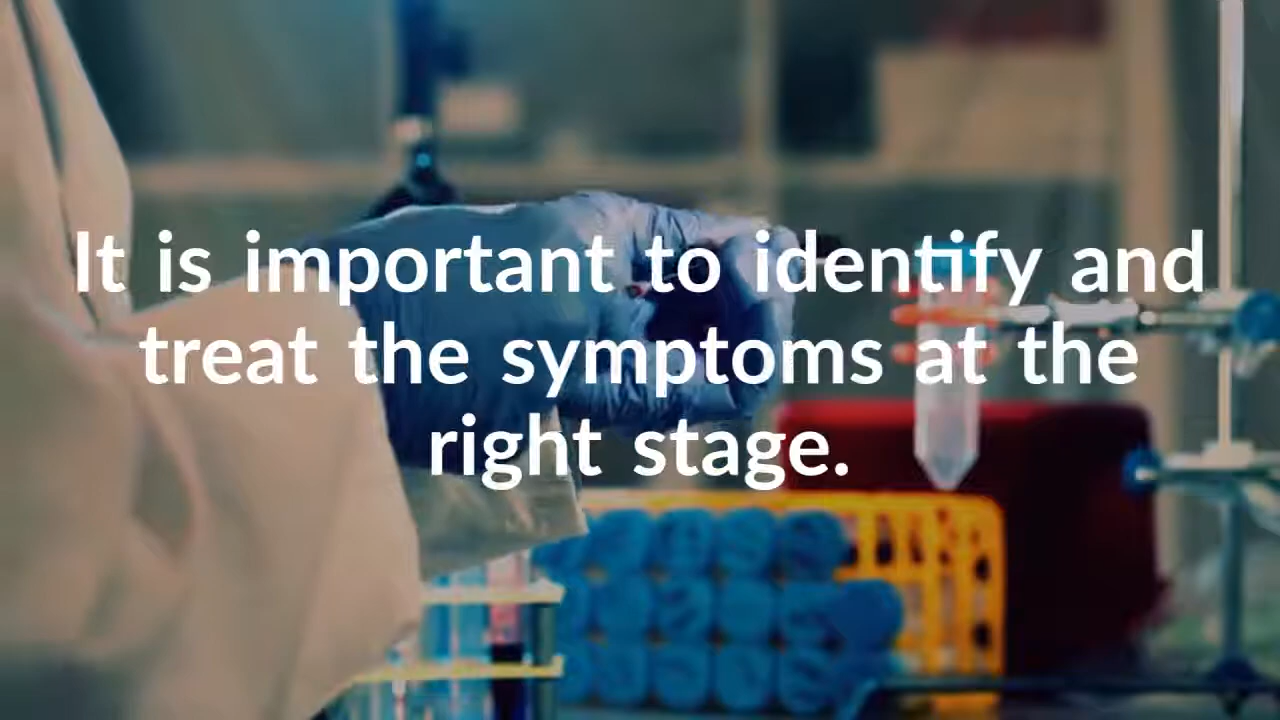 It is important to identify and
treat the symptoms at the
right stage.